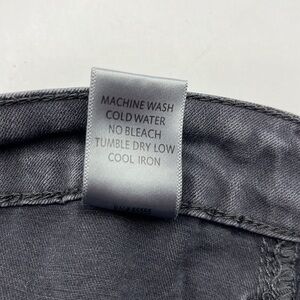 MACHINE WASH
COLD WATER
NO BLEACH
TUMBLE DRY LOW
COOL IRON